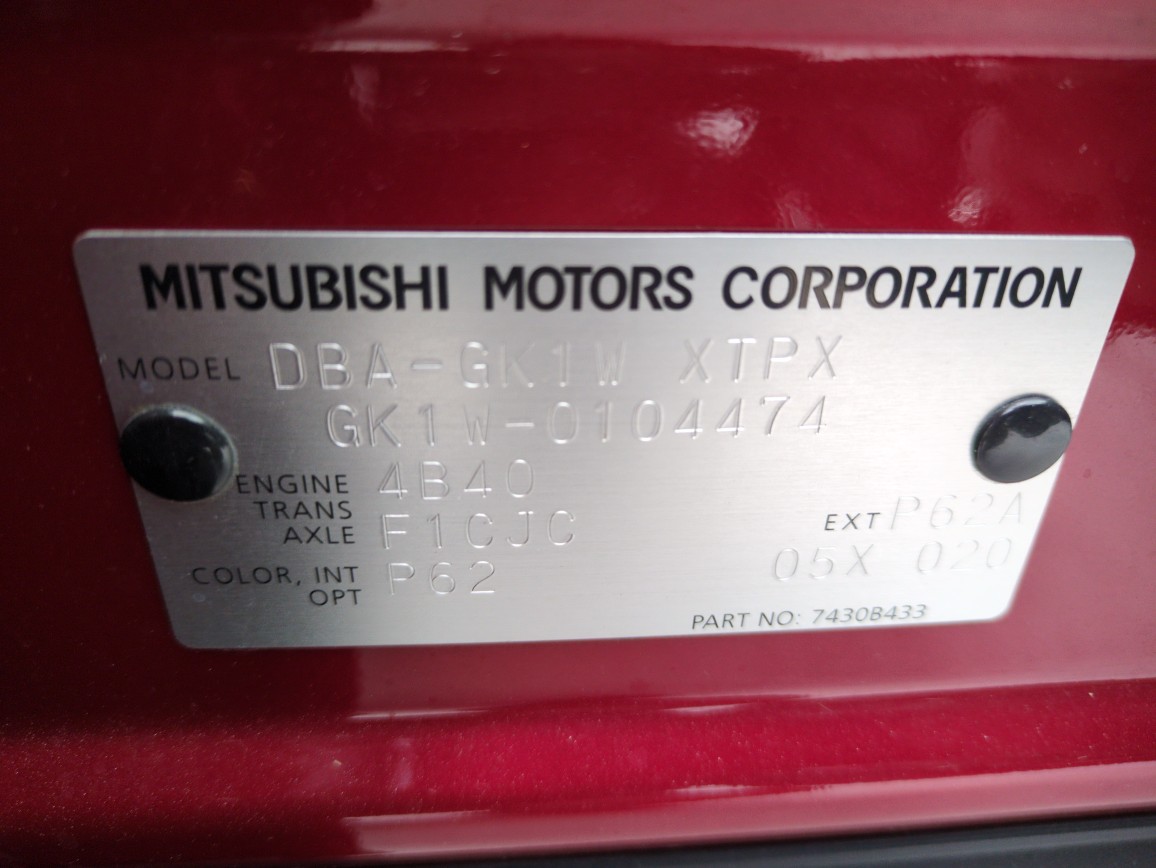 MITSUBISHI MOTORS CORPORATION
MODEL DBA-GK1W XTPX
GK1W-0104474
ENGINE 4B40
TRANS
AXLE F1CJC
EXT P62A
COLOR, INT P62
OPT
05X 020
PART NO: 7430B433